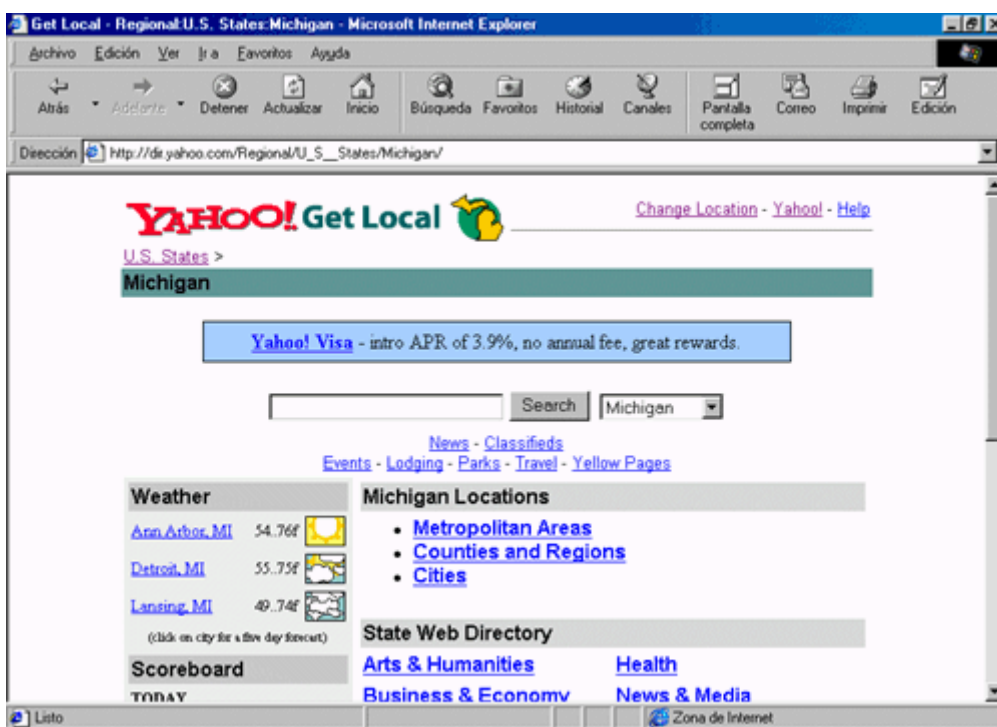 Get Local - Regional:U.S. States:Michigan - Microsoft Internet Explorer
Archivo Edición Ver Ir a Favoritos Ayuda
Atrás Adelante Detener Actualizar Inicio Búsqueda Favoritos Historial Canales Pantalla completa Correo Imprimir Edición
Dirección http://dir.yahoo.com/Regional/U_S__States/Michigan/
YAHOO! Get Local
Change Location - Yahoo! - Help
U.S. States >
Michigan
Yahoo! Visa - intro APR of 3.9%, no annual fee, great rewards.
Search Michigan
News - Classifieds
Events - Lodging - Parks - Travel - Yellow Pages
Weather
Ann Arbor, MI 54..76f
Detroit, MI 55..75f
Lansing, MI 49..74f
(click on city for a five day forecast)
Scoreboard
TODAY
Michigan Locations
• Metropolitan Areas
• Counties and Regions
• Cities
State Web Directory
Arts & Humanities Health
Business & Economy News & Media
Listo Zona de Internet